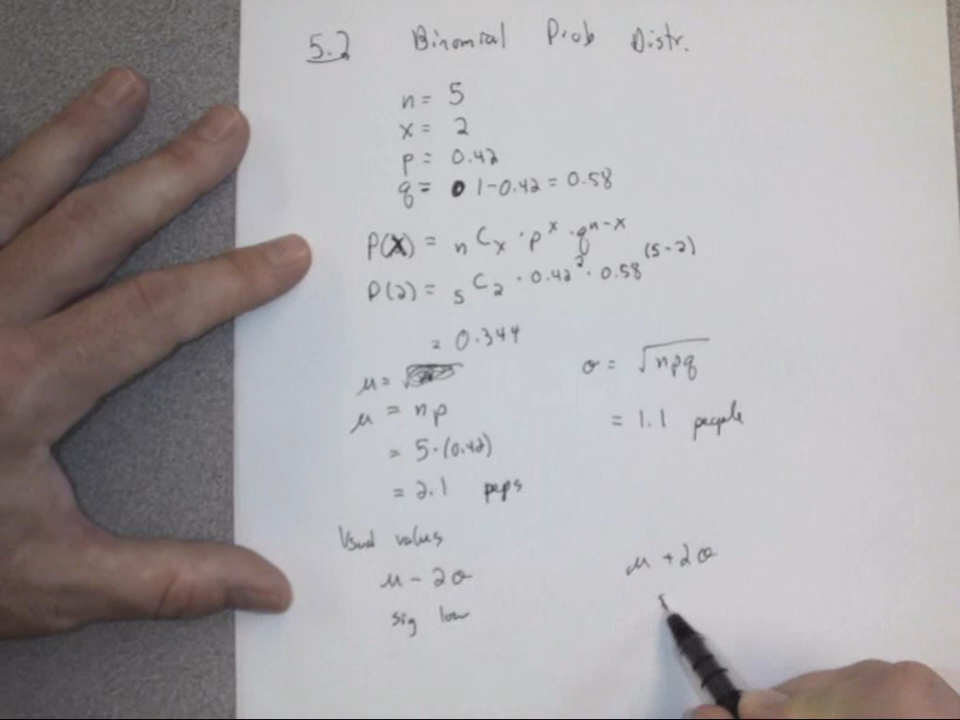 5.2 Binomial Prob Distr.
n = 5
x = 2
p = 0.42
q = 1-0.42 = 0.58
P(X) = nCx · p^x · q^n-x
P(2) = 5C2 · 0.42^2 · 0.58^(5-2)
= 0.344
μ = √
σ = √npq
μ = np
= 1.1 people
= 5·(0.42)
= 2.1 peps
Usual values
μ - 2σ
μ + 2σ
sig low